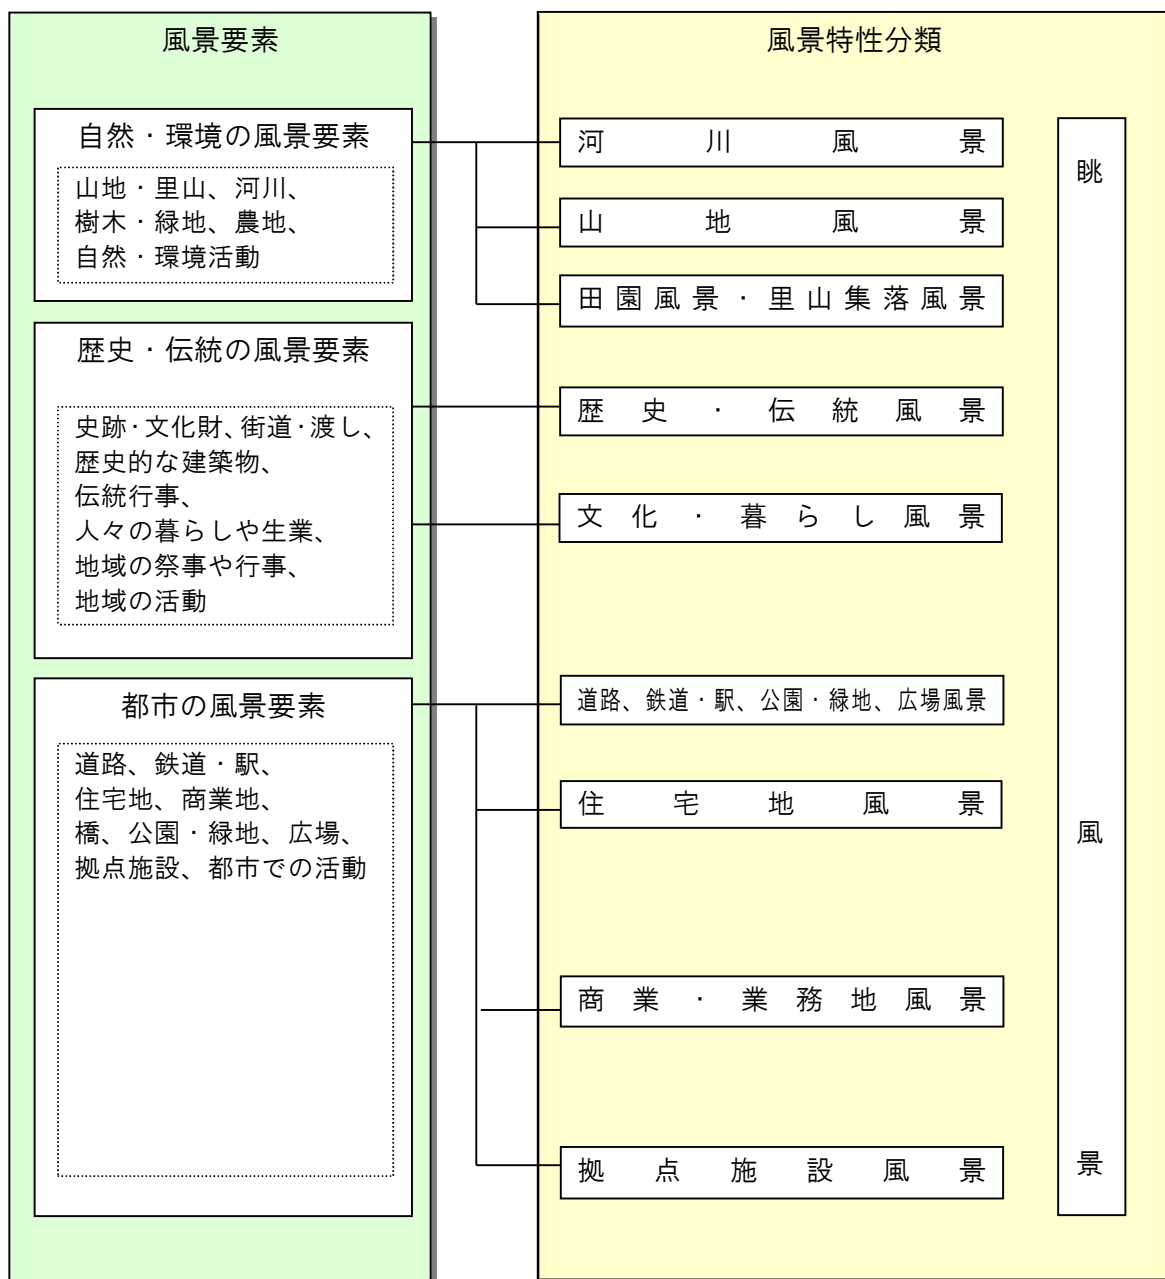 風景要素
自然・環境の風景要素
山地・里山、河川、
樹木・緑地、農地、
自然・環境活動
歴史・伝統の風景要素
史跡・文化財、街道・渡し、
歴史的な建築物、
伝統行事、
人々の暮らしや生業、
地域の祭事や行事、
地域の活動
都市の風景要素
道路、鉄道・駅、
住宅地、商業地、
橋、公園・緑地、広場、
拠点施設、都市での活動
風景特性分類
河川風景
山地風景
田園風景・里山集落風景
歴史・伝統風景
文化・暮らし風景
道路、鉄道・駅、公園・緑地、広場風景
住宅地風景
商業・業務地風景
拠点施設風景
眺風景